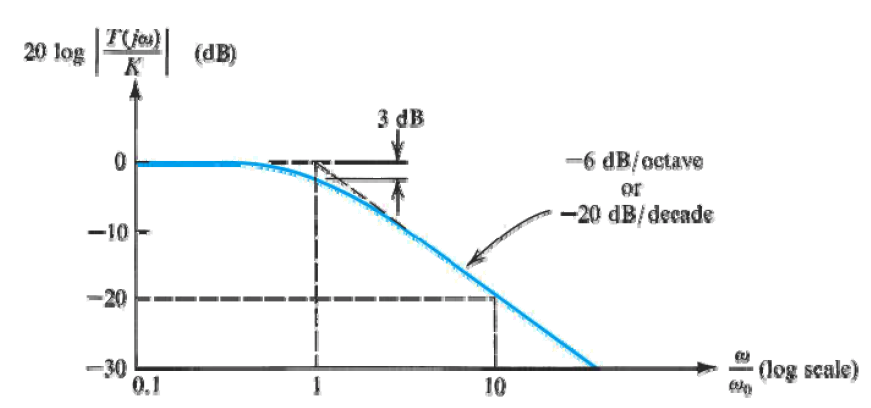 20 log |T(jω)/K| (dB)
3 dB
0
−6 dB/octave
or
−20 dB/decade
−10
−20
−30
0.1
1
10
ω/ω₀ (log scale)